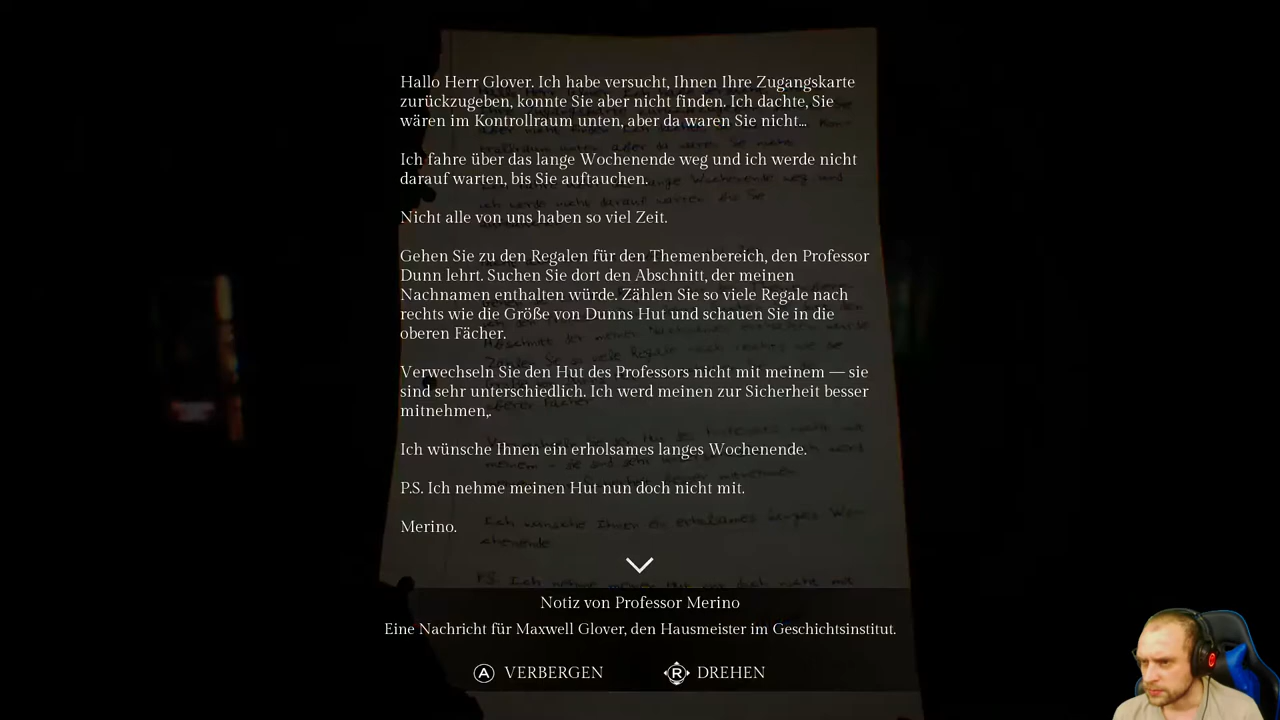 Hallo Herr Glover. Ich habe versucht, Ihnen Ihre Zugangskarte
zurückzugeben, konnte Sie aber nicht finden. Ich dachte, Sie
wären im Kontrollraum unten, aber da waren Sie nicht...
Ich fahre über das lange Wochenende weg und ich werde nicht
darauf warten, bis Sie auftauchen.
Nicht alle von uns haben so viel Zeit.
Gehen Sie zu den Regalen für den Themenbereich, den Professor
Dunn lehrt. Suchen Sie dort den Abschnitt, der meinen
Nachnamen enthalten würde. Zählen Sie so viele Regale nach
rechts wie die Größe von Dunns Hut und schauen Sie in die
oberen Fächer.
Verwechseln Sie den Hut des Professors nicht mit meinem — sie
sind sehr unterschiedlich. Ich werd meinen zur Sicherheit besser
mitnehmen,.
Ich wünsche Ihnen ein erholsames langes Wochenende.
P.S. Ich nehme meinen Hut nun doch nicht mit.
Merino.
Notiz von Professor Merino
Eine Nachricht für Maxwell Glover, den Hausmeister im Geschichtsinstitut.
A VERBERGEN R DREHEN